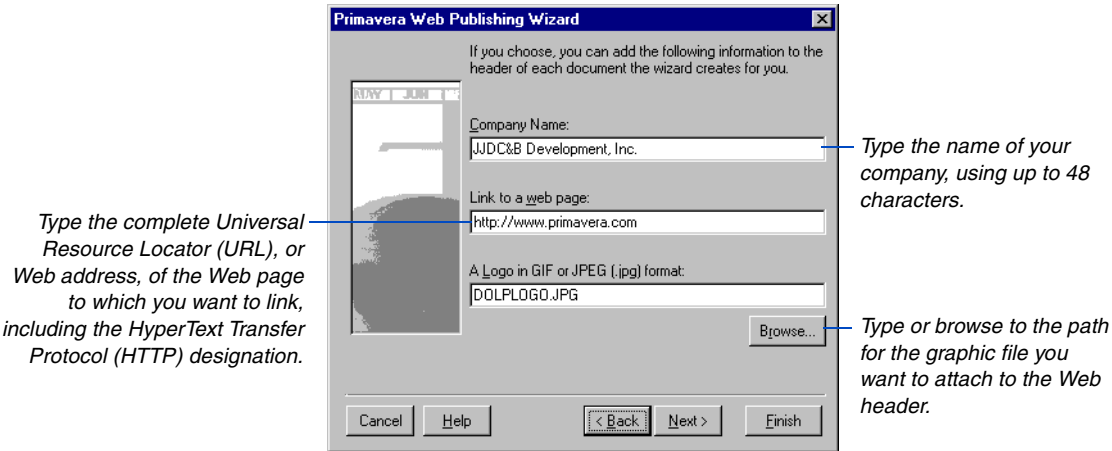 Primavera Web Publishing Wizard
If you choose, you can add the following information to the
header of each document the wizard creates for you.
Company Name:
JJDC&B Development, Inc.
Link to a web page:
http://www.primavera.com
A Logo in GIF or JPEG (.jpg) format:
DOLPLOGO.JPG
Browse...
Cancel
Help
< Back
Next >
Finish
Type the complete Universal
Resource Locator (URL), or
Web address, of the Web page
to which you want to link,
including the HyperText Transfer
Protocol (HTTP) designation.
Type the name of your
company, using up to 48
characters.
Type or browse to the path
for the graphic file you
want to attach to the Web
header.